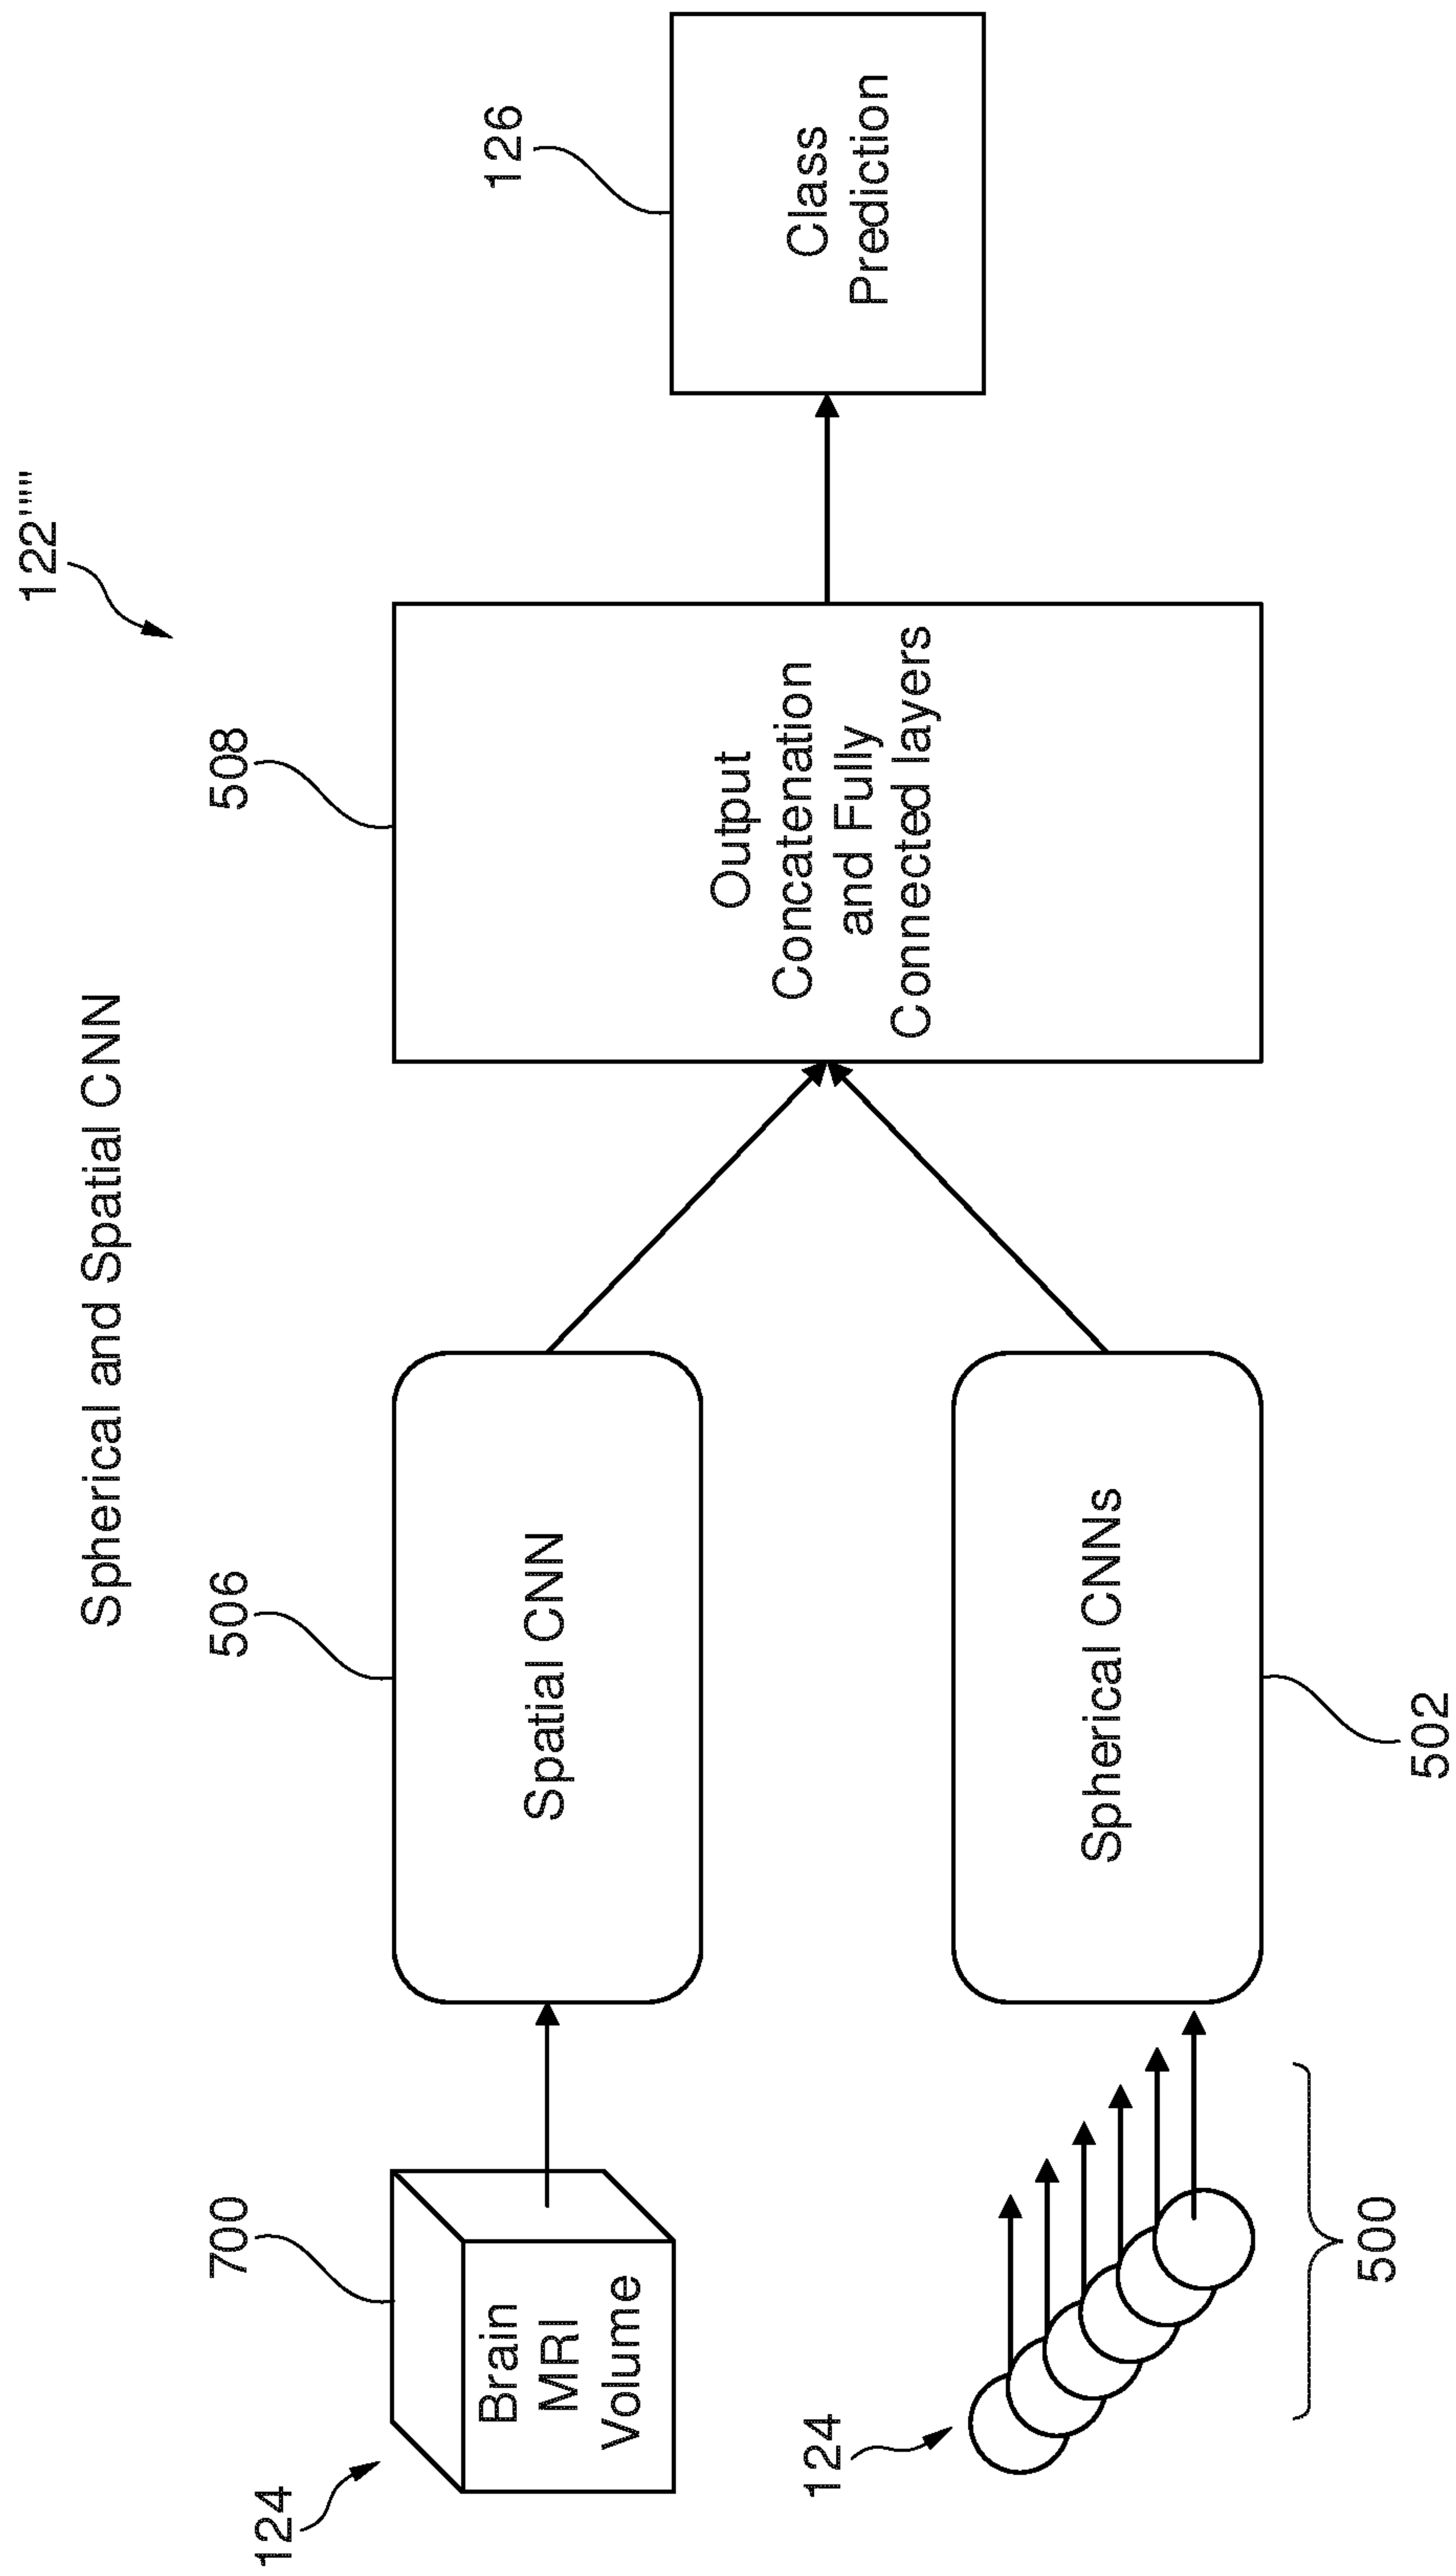 Spherical and Spatial CNN
122'''''
124
700
Brain
MRI
Volume
506
Spatial CNN
508
Output
Concatenation
and Fully
Connected layers
126
Class
Prediction
124
500
Spherical CNNs
502